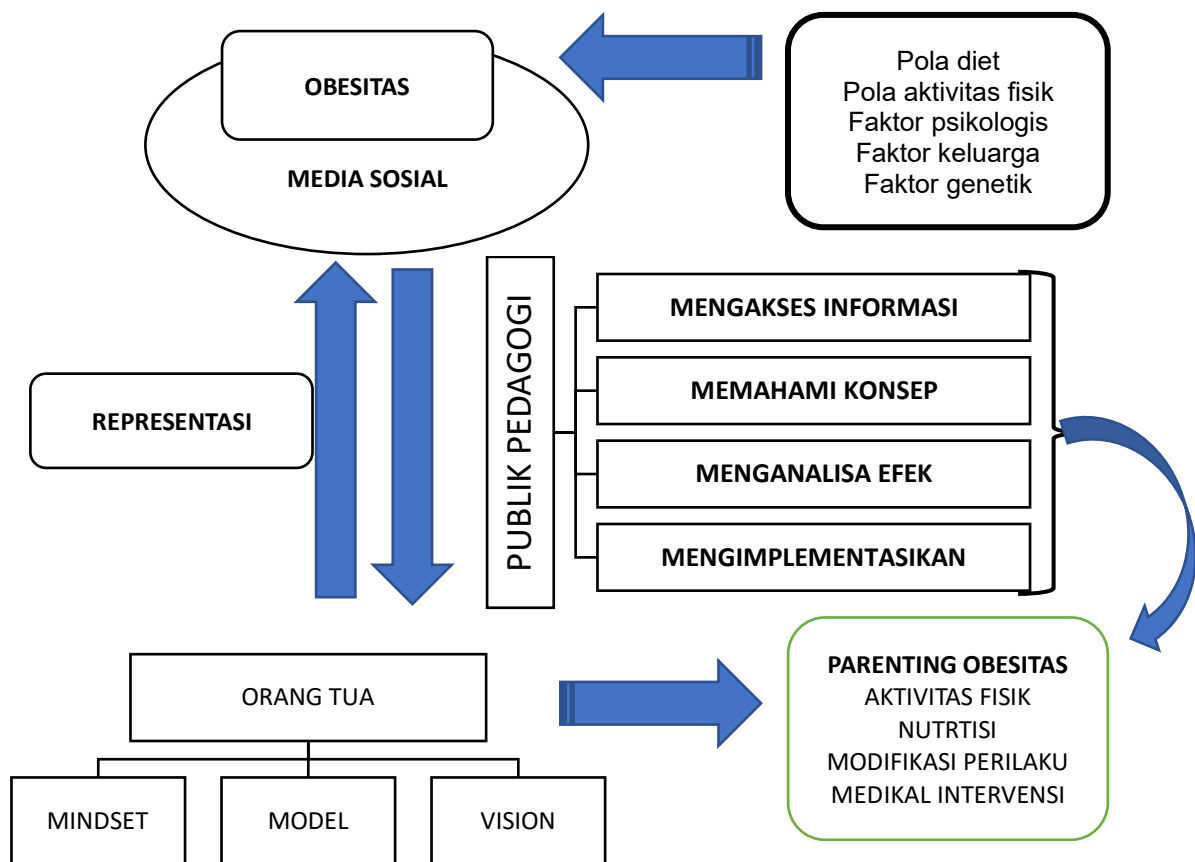 OBESITAS
MEDIA SOSIAL
Pola diet
Pola aktivitas fisik
Faktor psikologis
Faktor keluarga
Faktor genetik
REPRESENTASI
PUBLIK PEDAGOGI
MENGAKSES INFORMASI
MEMAHAMI KONSEP
MENGANALISA EFEK
MENGIMPLEMENTASIKAN
ORANG TUA
MINDSET
MODEL
VISION
PARENTING OBESITAS
AKTIVITAS FISIK
NUTRTISI
MODIFIKASI PERILAKU
MEDIKAL INTERVENSI